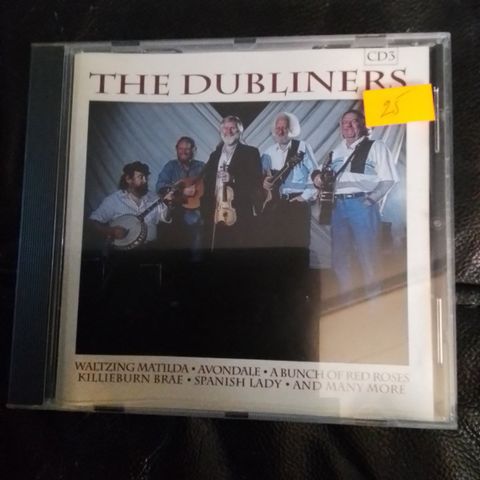 CD3
THE DUBLINERS
25
WALTZING MATILDA • AVONDALE • A BUNCH OF RED ROSES
KILLIEBURN BRAE • SPANISH LADY • AND MANY MORE